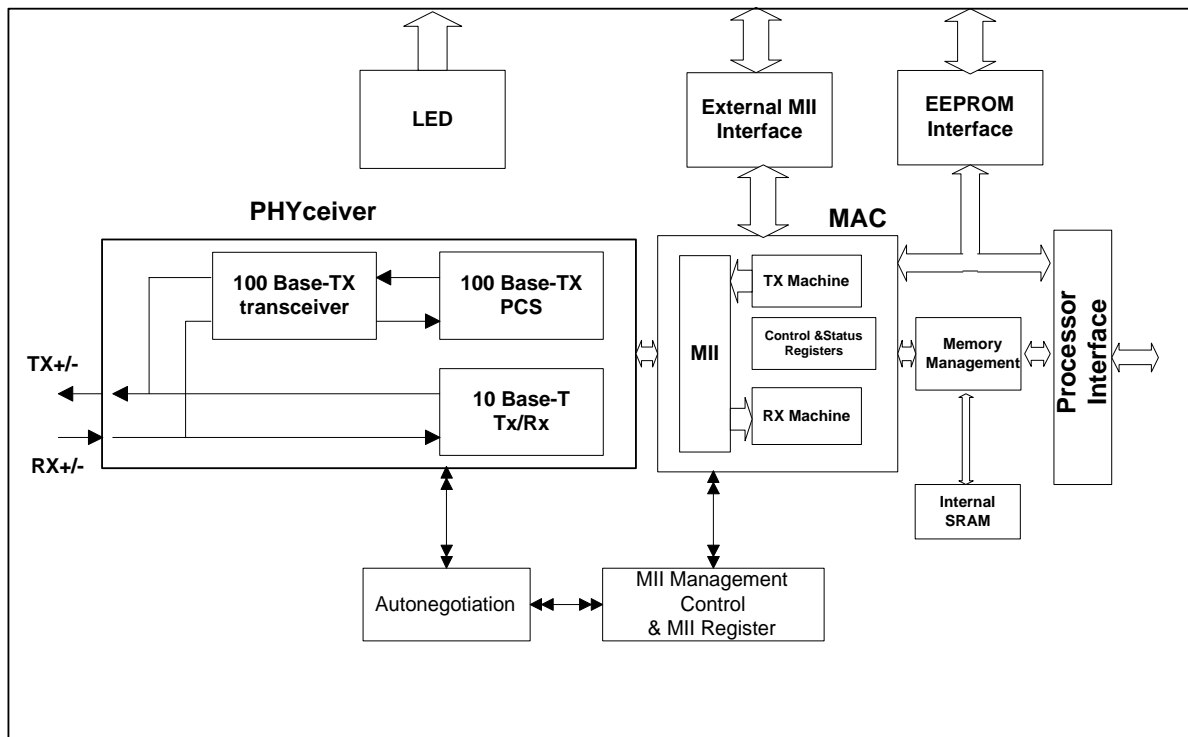 LED
External MII
Interface
EEPROM
Interface
PHYceiver
MAC
100 Base-TX
transceiver
100 Base-TX
PCS
10 Base-T
Tx/Rx
TX+/-
RX+/-
MII
TX Machine
Control &Status
Registers
RX Machine
Memory
Management
Internal
SRAM
Processor
Interface
Autonegotiation
MII Management
Control
& MII Register